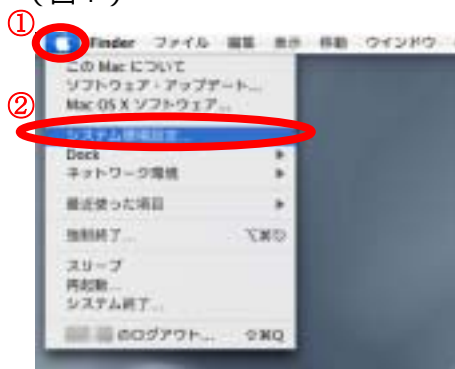 ①
Finder ファイル 編集 表示 移動 ウインドウ
この Mac について
ソフトウェア・アップデート...
Mac OS X ソフトウェア...
②
システム環境設定...
Dock
ネットワーク環境
最近使った項目
強制終了... ⌥⌘⎋
スリープ
再起動...
システム終了...
のログアウト... ⇧⌘Q